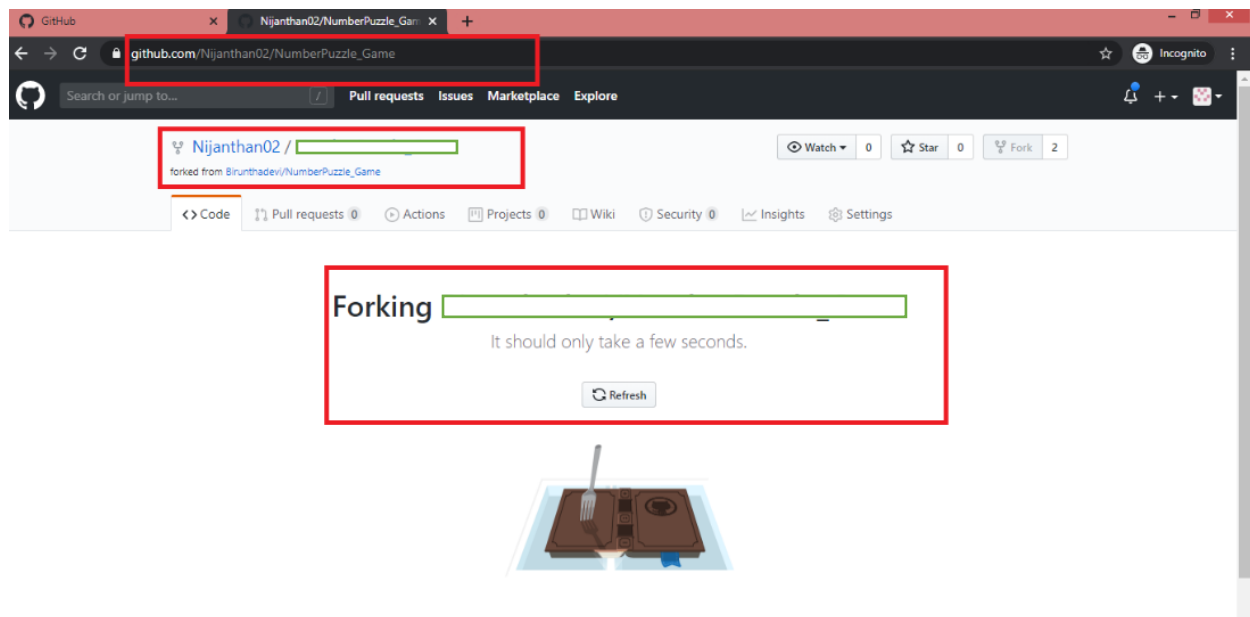 GitHub
Nijanthan02/NumberPuzzle_Gam
github.com/Nijanthan02/NumberPuzzle_Game
Incognito
Search or jump to... / Pull requests Issues Marketplace Explore
Nijanthan02 /
Watch 0 Star 0 Fork 2
forked from Birunthadevi/NumberPuzzle_Game
<> Code Pull requests 0 Actions Projects 0 Wiki Security 0 Insights Settings
Forking
It should only take a few seconds.
Refresh